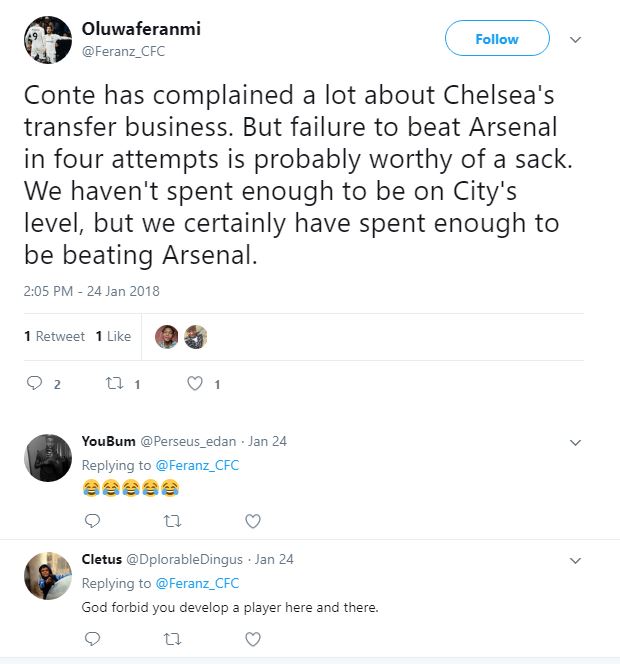 Oluwaferanmi
@Feranz_CFC
Follow
Conte has complained a lot about Chelsea's
transfer business. But failure to beat Arsenal
in four attempts is probably worthy of a sack.
We haven't spent enough to be on City's
level, but we certainly have spent enough to
be beating Arsenal.
2:05 PM - 24 Jan 2018
1 Retweet 1 Like
2 1 1
YouBum @Perseus_edan · Jan 24
Replying to @Feranz_CFC
😂😂😂😂😂
Cletus @DplorableDingus · Jan 24
Replying to @Feranz_CFC
God forbid you develop a player here and there.